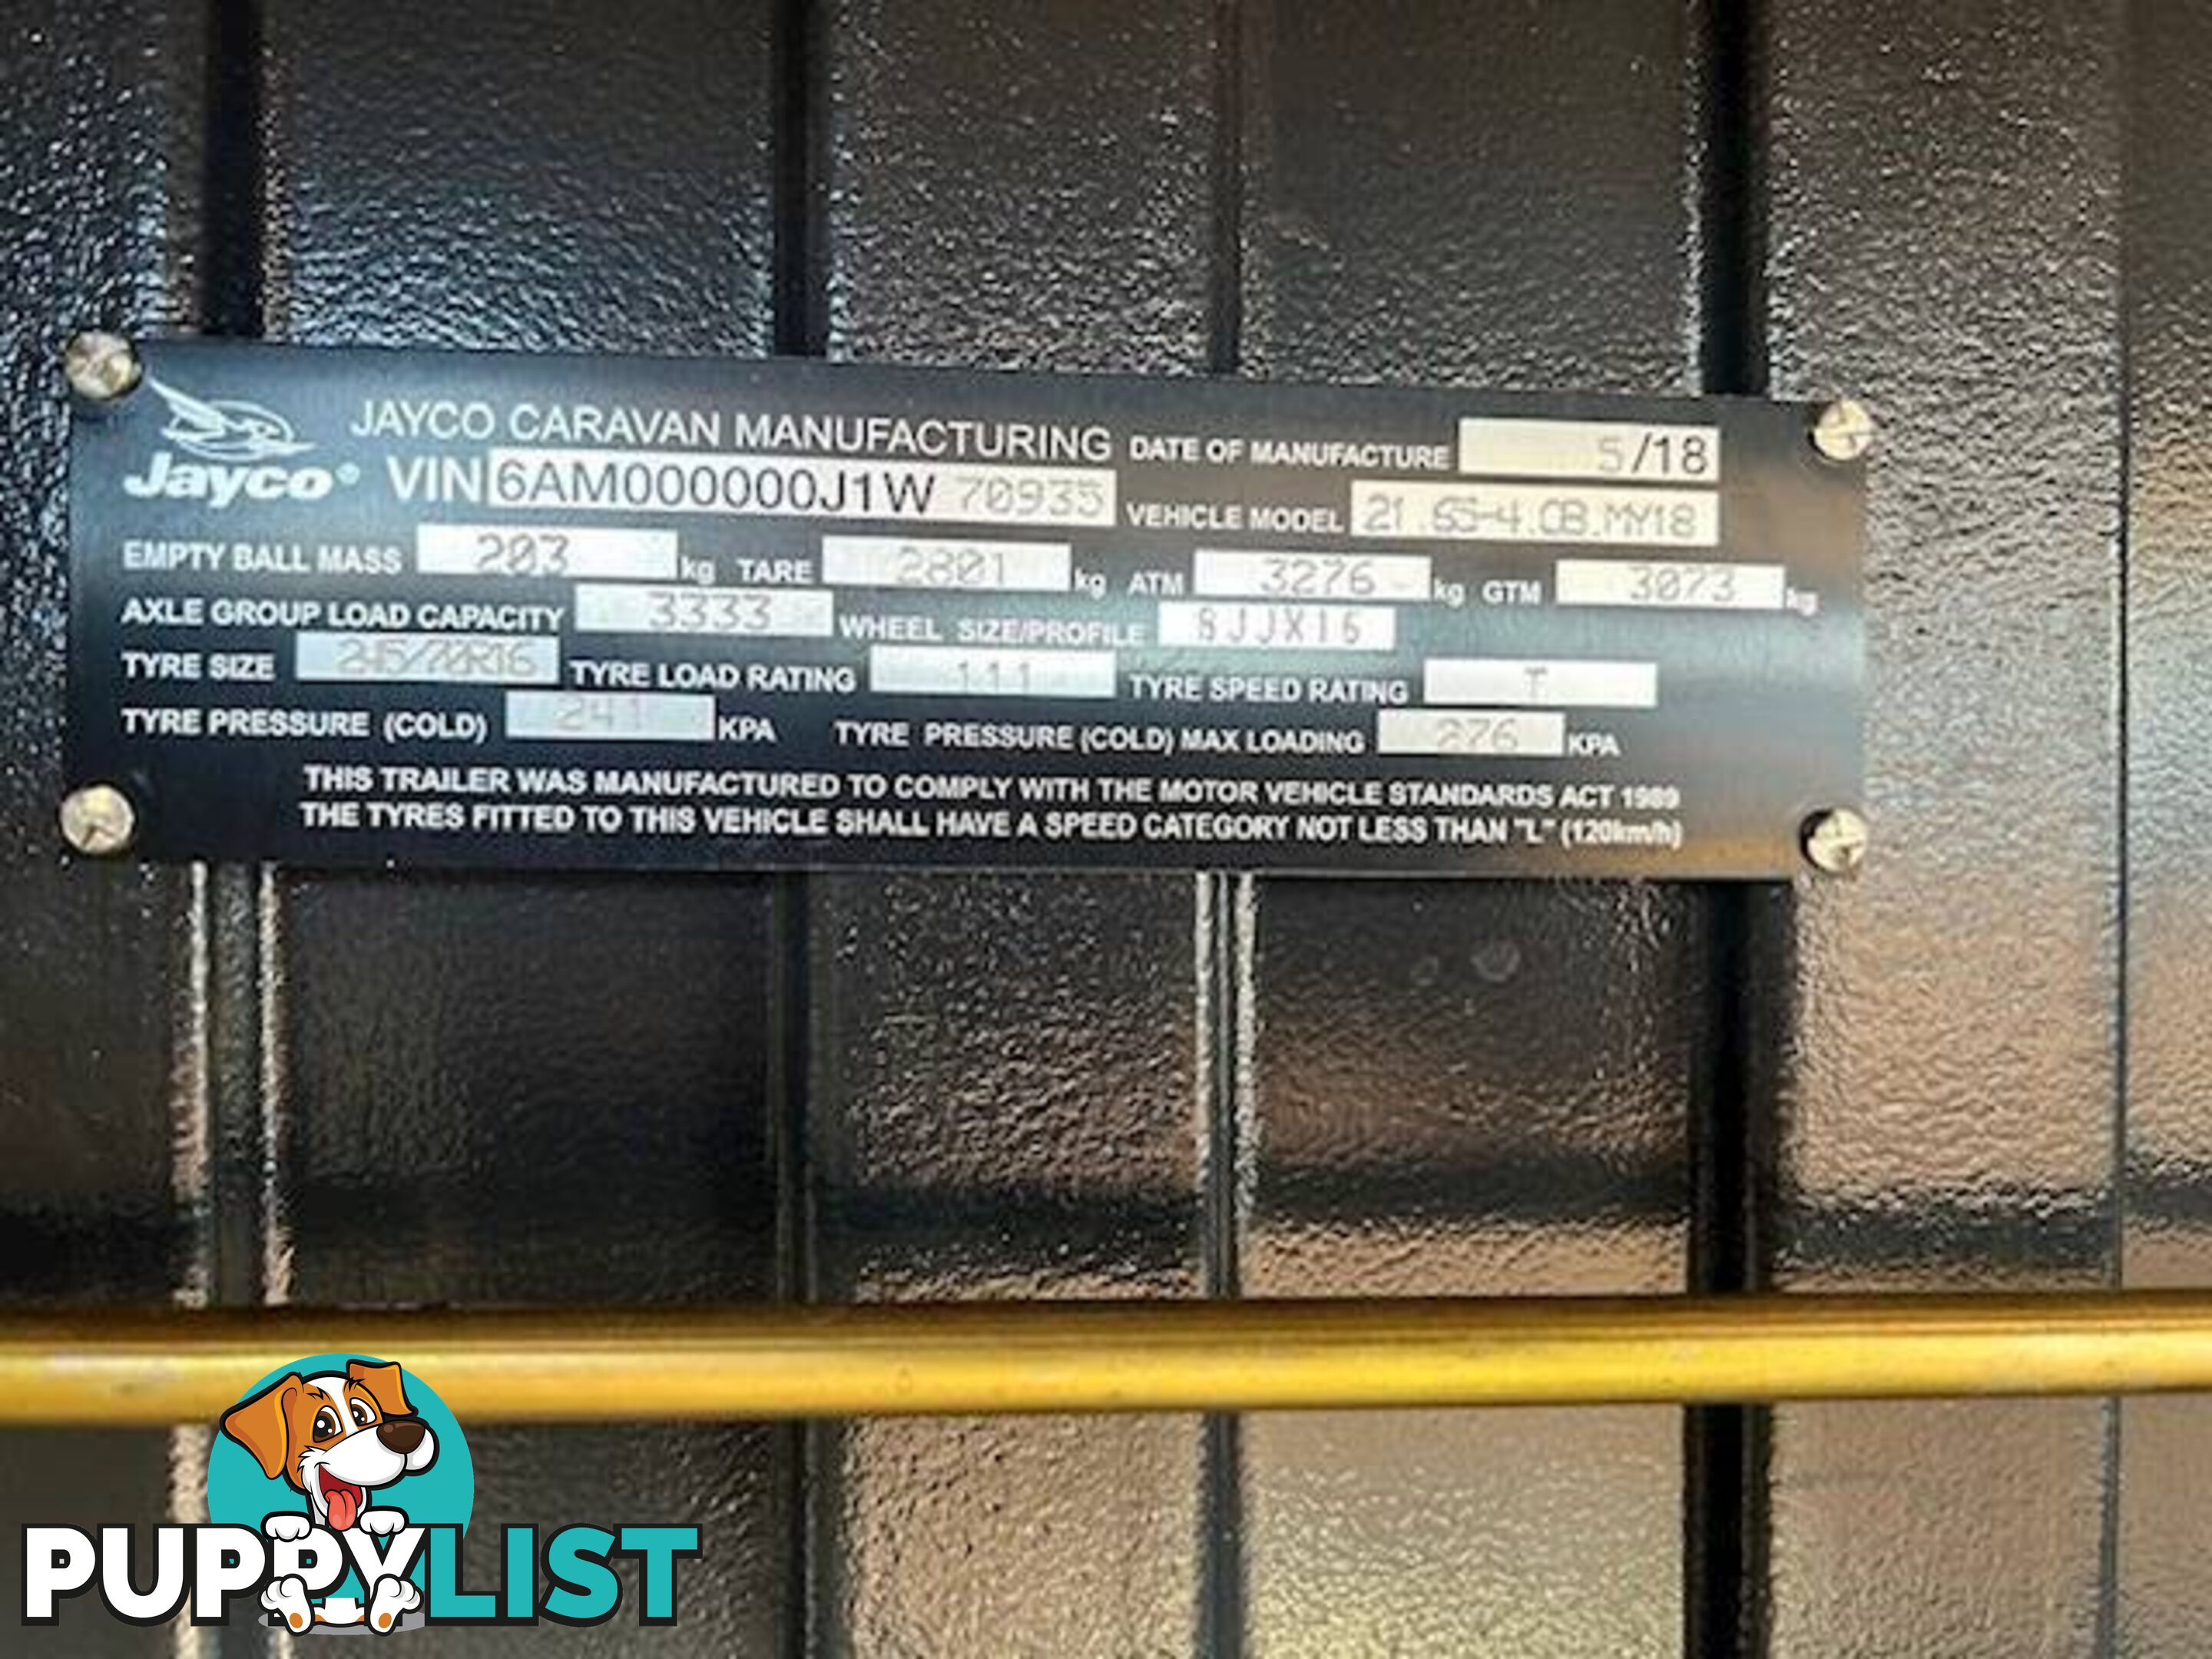 JAYCO CARAVAN MANUFACTURING DATE OF MANUFACTURE 5/18
Jayco® VIN 6AM000000J1W 70935 VEHICLE MODEL 21.65-4.OB.MY18
EMPTY BALL MASS 203 kg TARE 2801 kg ATM 3276 kg GTM 3073 kg
AXLE GROUP LOAD CAPACITY 3333 WHEEL SIZE/PROFILE 8JJX16
TYRE SIZE 245/70R16 TYRE LOAD RATING 111 TYRE SPEED RATING T
TYRE PRESSURE (COLD) 241 KPA TYRE PRESSURE (COLD) MAX LOADING 276 KPA
THIS TRAILER WAS MANUFACTURED TO COMPLY WITH THE MOTOR VEHICLE STANDARDS ACT 1989
THE TYRES FITTED TO THIS VEHICLE SHALL HAVE A SPEED CATEGORY NOT LESS THAN "L" (120km/h)
PUPPYLIST